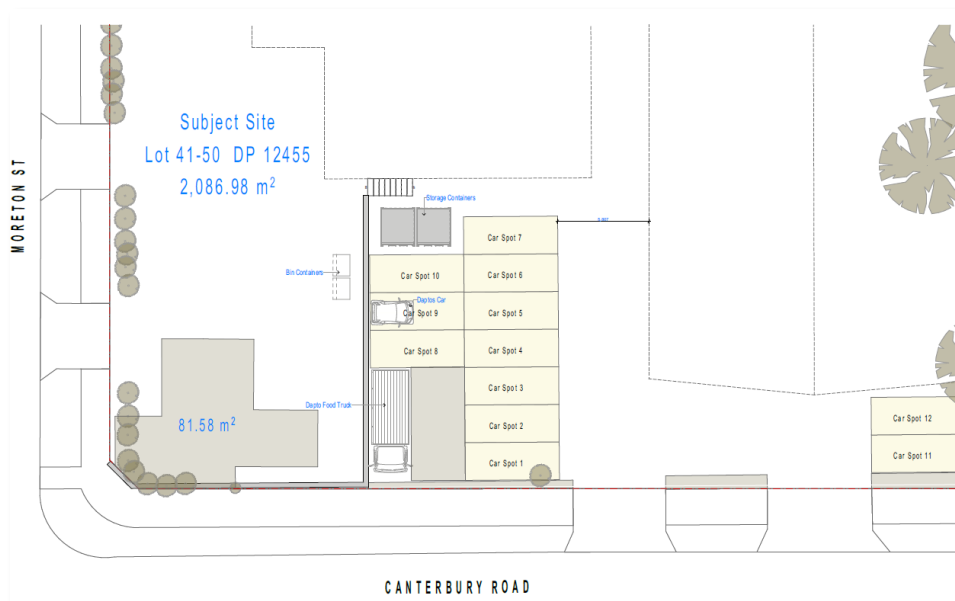 Subject Site
Lot 41-50 DP 12455
2,086.98 m²
MORETON ST
Storage Containers
Car Spot 7
Bin Containers
Car Spot 10
Car Spot 6
Daptos Car
Car Spot 9
Car Spot 5
Car Spot 8
Car Spot 4
Car Spot 3
Depto Food Truck
81.58 m²
Car Spot 2
Car Spot 12
Car Spot 1
Car Spot 11
CANTERBURY ROAD